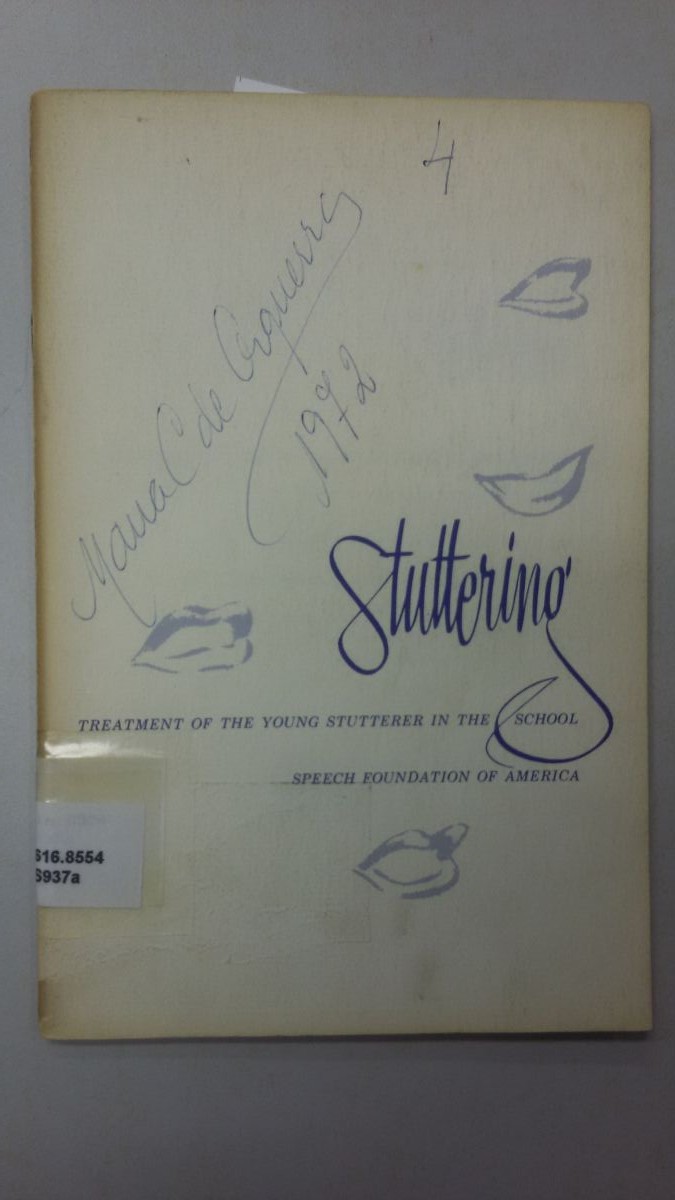 4
Maria C de
1972
Stuttering
TREATMENT OF THE YOUNG STUTTERER IN THE SCHOOL
SPEECH FOUNDATION OF AMERICA
616.8554
S937a